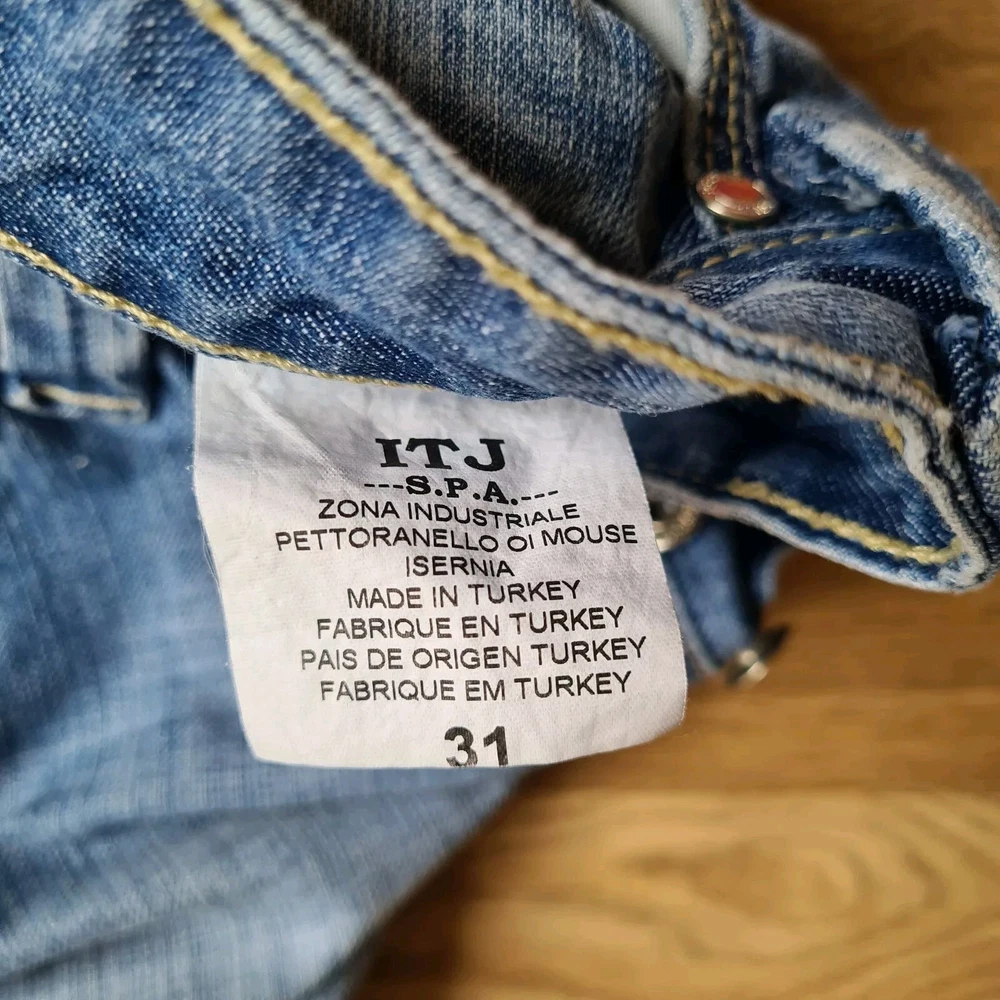 ITJ
---S.P.A.---
ZONA INDUSTRIALE
PETTORANELLO OI MOUSE
ISERNIA
MADE IN TURKEY
FABRIQUE EN TURKEY
PAIS DE ORIGEN TURKEY
FABRIQUE EM TURKEY
31